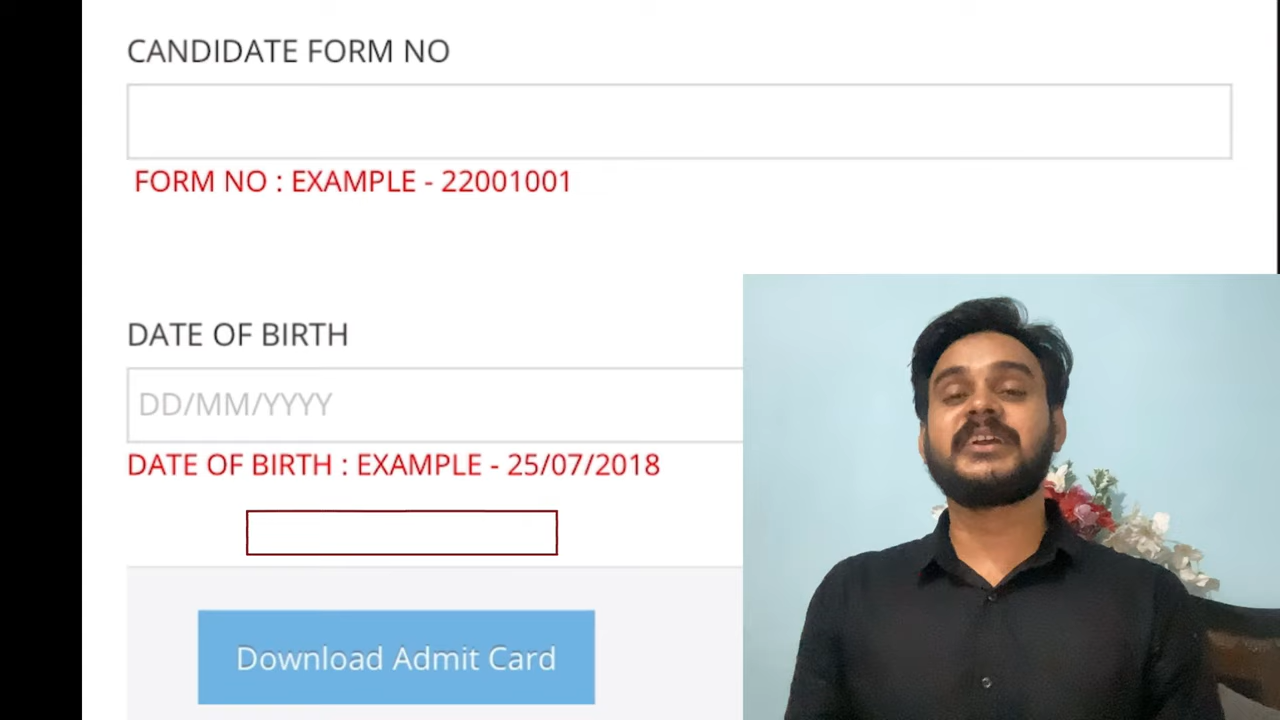 CANDIDATE FORM NO
FORM NO : EXAMPLE - 22001001
DATE OF BIRTH
DD/MM/YYYY
DATE OF BIRTH : EXAMPLE - 25/07/2018
Download Admit Card